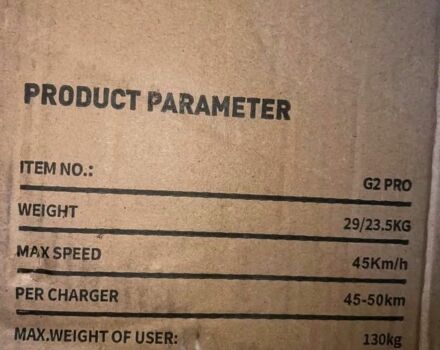 PRODUCT PARAMETER
ITEM NO.: G2 PRO
WEIGHT 29/23.5KG
MAX SPEED 45Km/h
PER CHARGER 45-50km
MAX.WEIGHT OF USER: 130kg